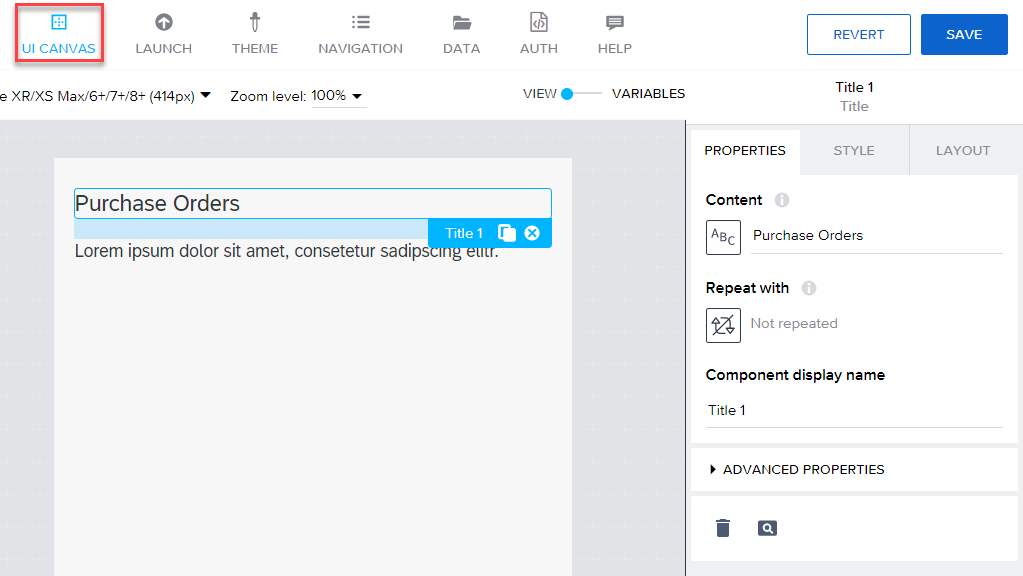 UI CANVAS LAUNCH THEME NAVIGATION DATA AUTH HELP REVERT SAVE
e XR/XS Max/6+/7+/8+ (414px) Zoom level: 100% VIEW VARIABLES
Title 1
Title
PROPERTIES STYLE LAYOUT
Purchase Orders
Title 1
Lorem ipsum dolor sit amet, consetetur sadipscing elitr.
Content
ABC Purchase Orders
Repeat with
Not repeated
Component display name
Title 1
ADVANCED PROPERTIES